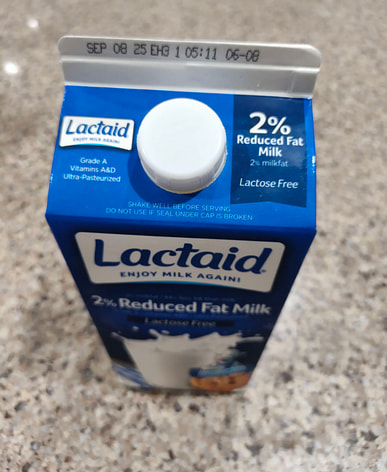 SEP 08 25 EH3 1 05:11 06-08
Lactaid
ENJOY MILK AGAIN!
Grade A
Vitamins A&D
Ultra-Pasteurized
2%
Reduced Fat
Milk
2% milkfat
Lactose Free
SHAKE WELL BEFORE SERVING
DO NOT USE IF SEAL UNDER CAP IS BROKEN
Lactaid
ENJOY MILK AGAIN!
2% Reduced Fat Milk
Lactose Free